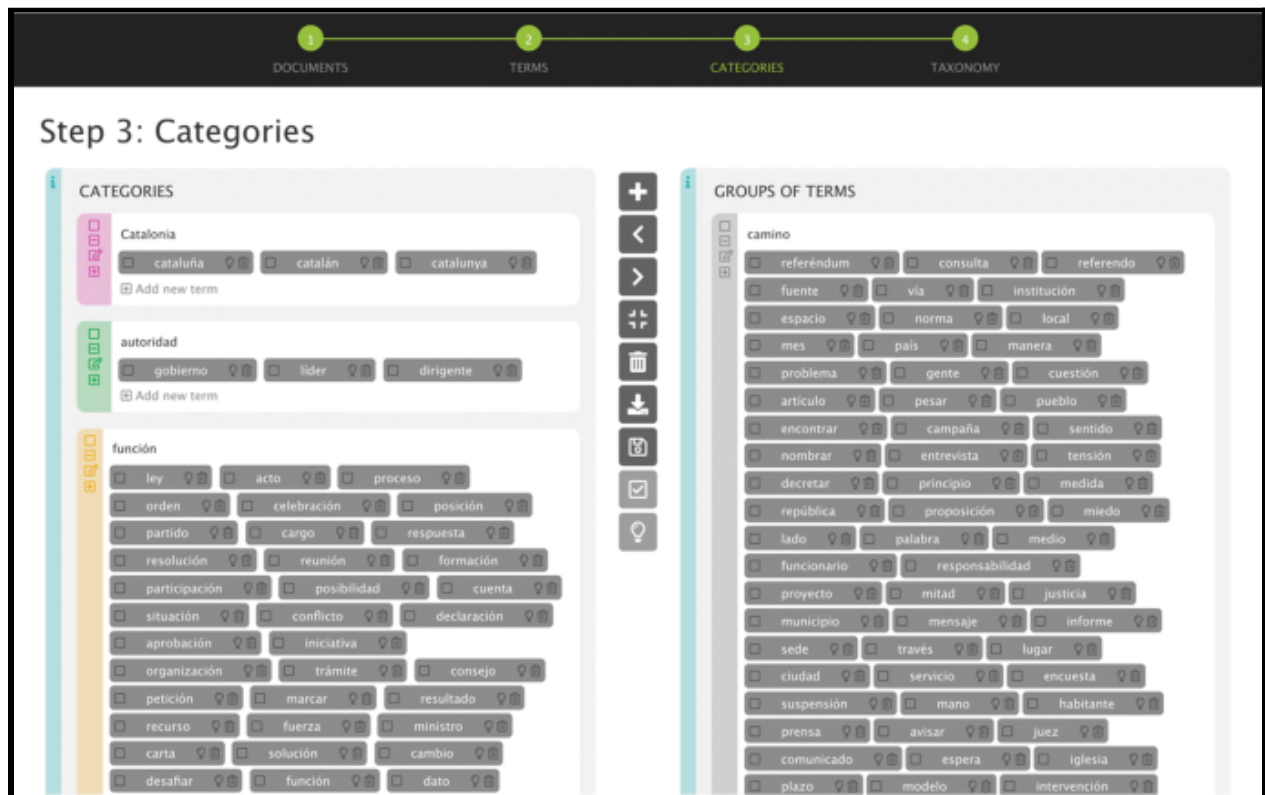 1 2 3 4
DOCUMENTS TERMS CATEGORIES TAXONOMY
Step 3: Categories
CATEGORIES
Catalonia
cataluña catalán catalunya
Add new term
autoridad
gobierno líder dirigente
Add new term
función
ley acto proceso
orden celebración posición
partido cargo respuesta
resolución reunión formación
participación posibilidad cuenta
situación conflicto declaración
aprobación iniciativa
organización trámite consejo
petición marcar resultado
recurso fuerza ministro
carta solución cambio
desafiar función dato
GROUPS OF TERMS
camino
referéndum consulta referendo
fuente vía institución
espacio norma local
mes país manera
problema gente cuestión
artículo pesar pueblo
encontrar campaña sentido
nombrar entrevista tensión
decretar principio medida
república proposición miedo
lado palabra medio
funcionario responsabilidad
proyecto mitad justicia
municipio mensaje informe
sede través lugar
ciudad servicio encuesta
suspensión mano habitante
prensa avisar juez
comunicado espera iglesia
plazo modelo intervención